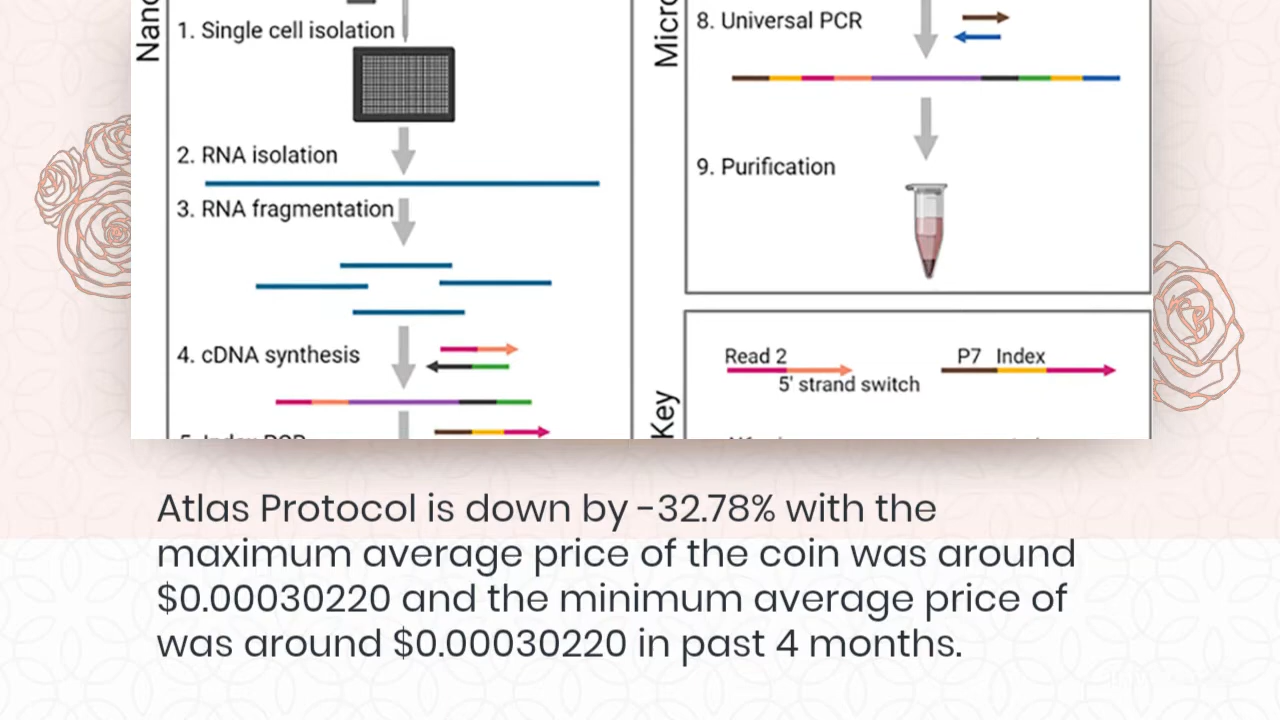 Nano
1. Single cell isolation
2. RNA isolation
3. RNA fragmentation
4. cDNA synthesis
Micro
8. Universal PCR
9. Purification
Key
Read 2
5' strand switch
P7 Index
Atlas Protocol is down by -32.78% with the
maximum average price of the coin was around
$0.00030220 and the minimum average price of
was around $0.00030220 in past 4 months.